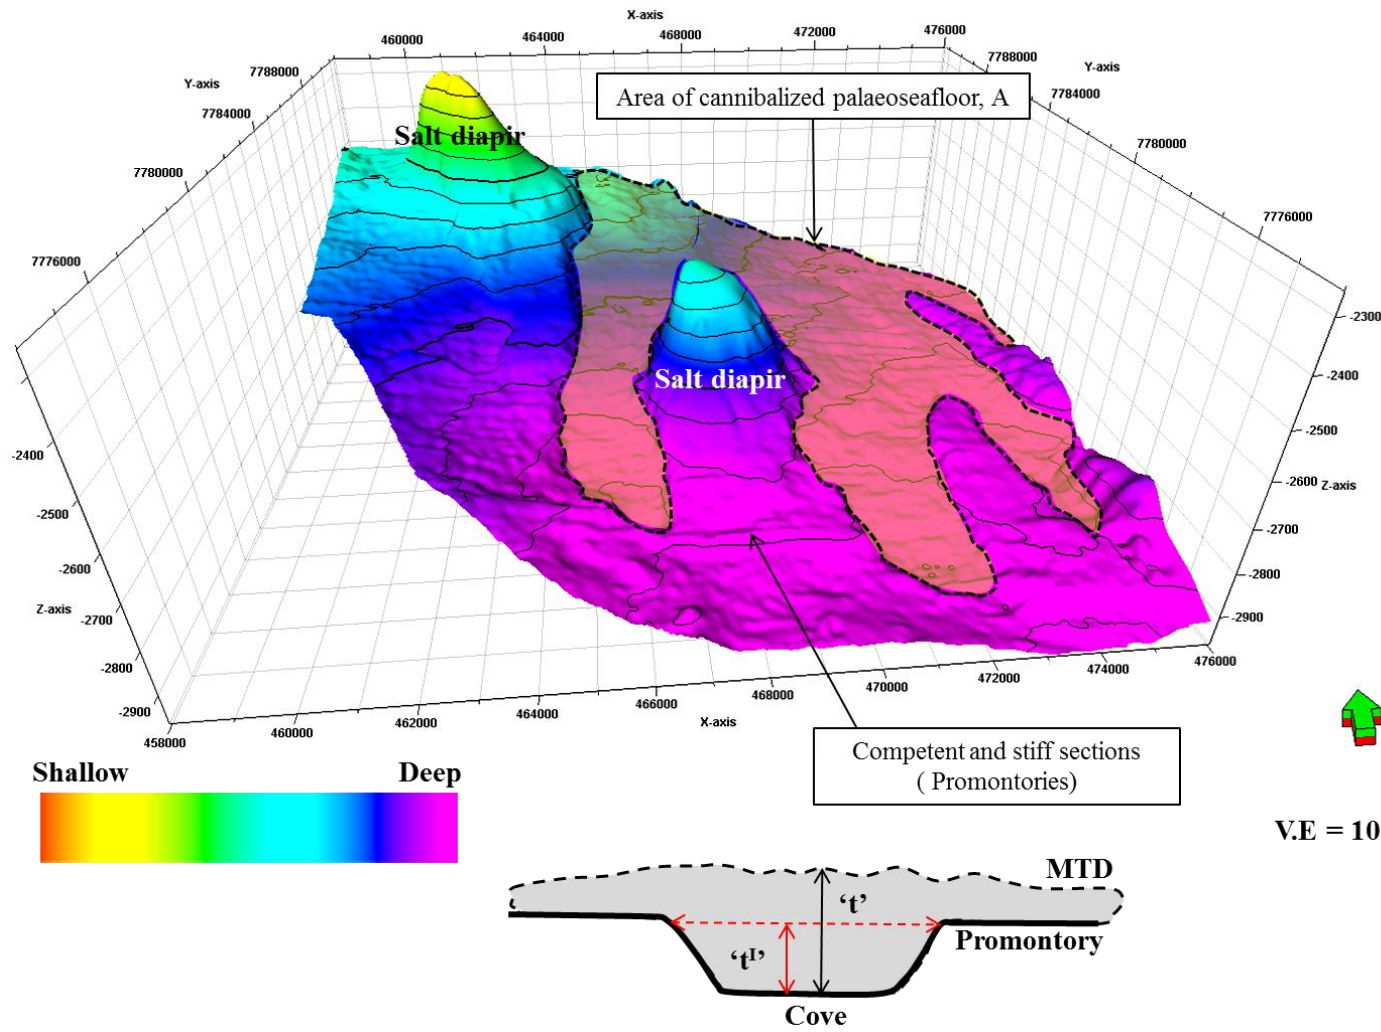 X-axis
460000
464000
468000
472000
476000
Y-axis
7788000
7784000
7780000
7776000
7788000
Y-axis
7784000
7780000
7776000
Area of cannibalized palaeoseafloor, A
Salt diapir
Salt diapir
-2300
-2400
-2500
-2600
Z-axis
-2700
-2800
-2900
-2400
-2500
-2600
Z-axis
-2700
-2800
-2900
458000
460000
462000
464000
466000
X-axis
468000
470000
472000
474000
476000
Competent and stiff sections
( Promontories)
Shallow
Deep
V.E = 10
MTD
‘t’
Promontory
‘tᴵ’
Cove